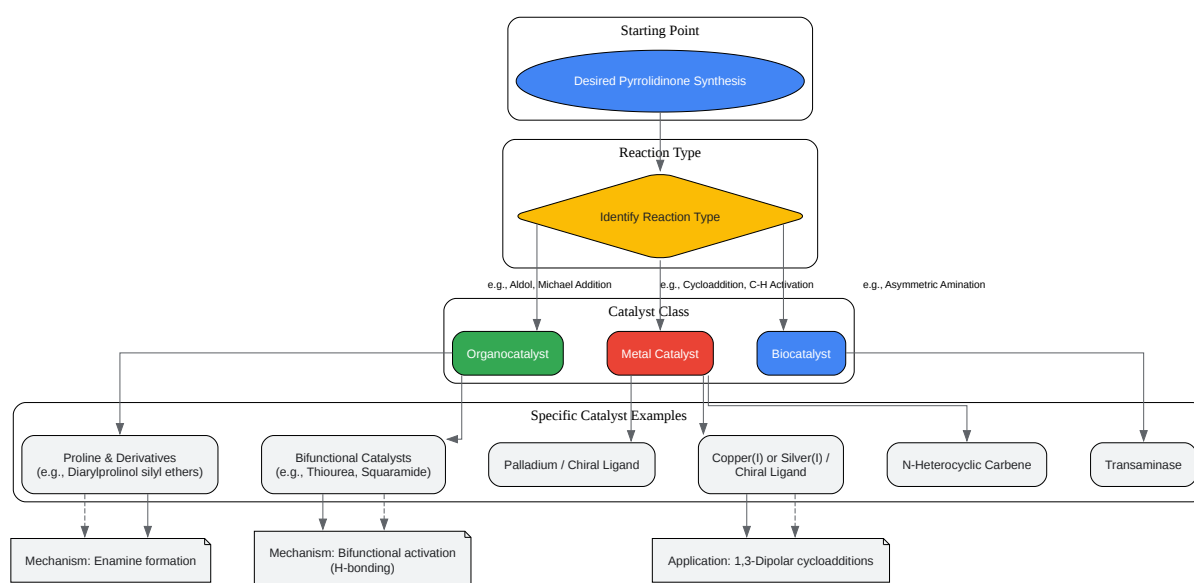 Starting Point
Desired Pyrrolidinone Synthesis
Reaction Type
Identify Reaction Type
e.g., Aldol, Michael Addition
e.g., Cycloaddition, C-H Activation
e.g., Asymmetric Amination
Catalyst Class
Organocatalyst
Metal Catalyst
Biocatalyst
Specific Catalyst Examples
Proline & Derivatives
(e.g., Diarylprolinol silyl ethers)
Bifunctional Catalysts
(e.g., Thiourea, Squaramide)
Palladium / Chiral Ligand
Copper(I) or Silver(I) /
Chiral Ligand
N-Heterocyclic Carbene
Transaminase
Mechanism: Enamine formation
Mechanism: Bifunctional activation
(H-bonding)
Application: 1,3-Dipolar cycloadditions